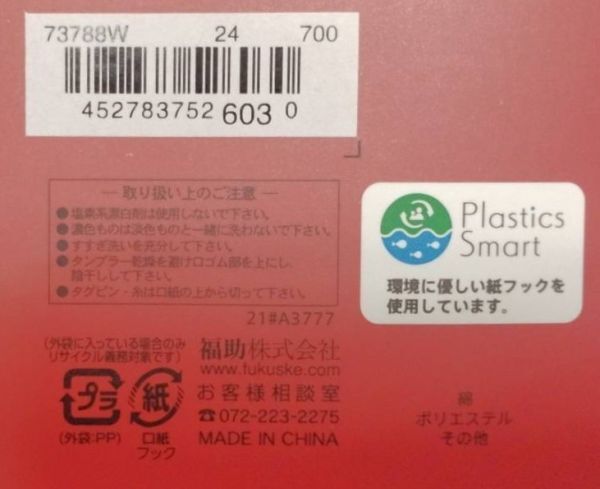 73788W 24 700
452783752 603 0
取り扱い上のご注意
●塩素系漂白剤は使用しないで下さい。
●濃色ものは淡色ものと一緒に洗わないで下さい。
●すすぎ洗いを充分して下さい。
●タンブラー乾燥を避け口ゴム部を上にし、
陰干しして下さい。
●タグピン・糸は口紙の上から切って下さい。
21#A3777
Plastics
Smart
環境に優しい紙フックを
使用しています。
(外袋に入っている場合のみ
リサイクル義務対象です)
プラ
(外袋:PP)
紙
口紙
フック
福助株式会社
www.fukuske.com
お客様相談室
☎072-223-2275
MADE IN CHINA
綿
ポリエステル
その他